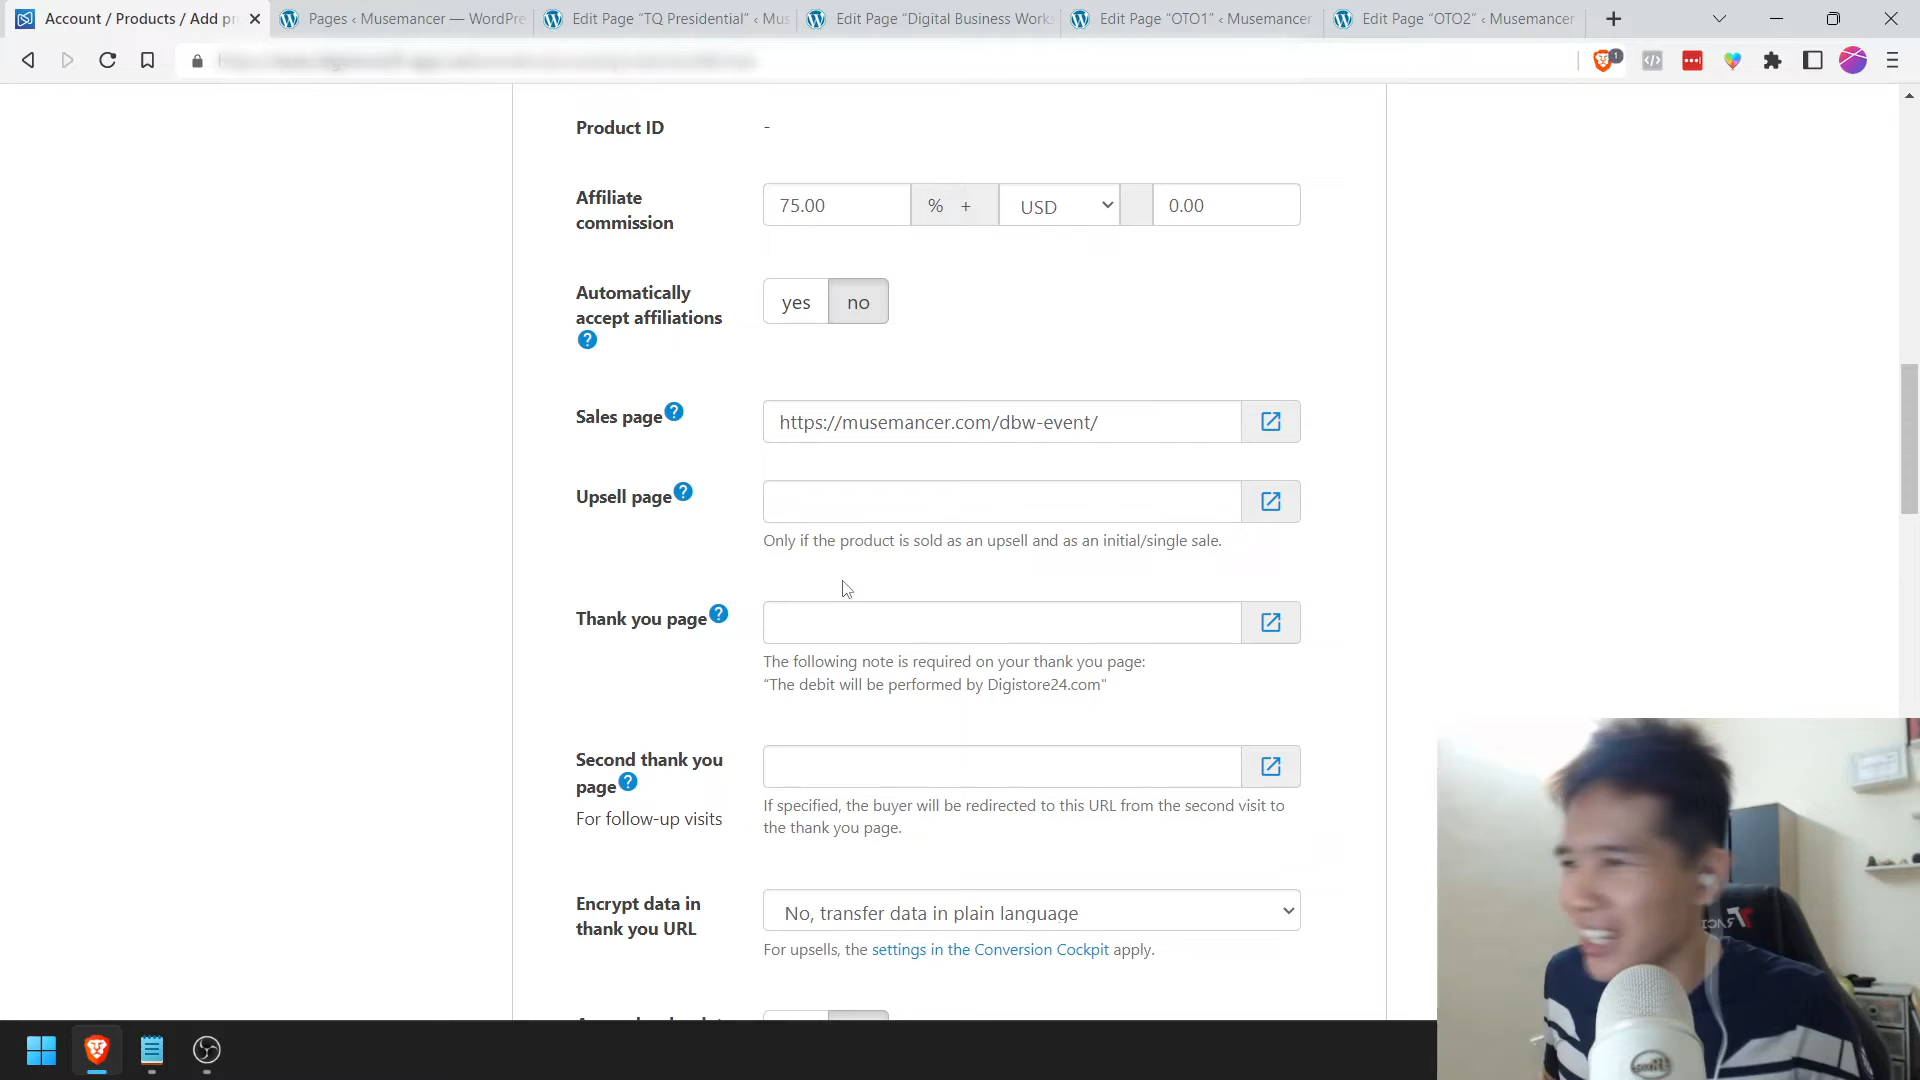 Account / Products / Add pr
Pages ‹ Musemancer — WordPre
Edit Page “TQ Presidential” ‹ Mus
Edit Page “Digital Business Works
Edit Page “OTO1” ‹ Musemancer
Edit Page “OTO2” ‹ Musemancer
1
Product ID
-
Affiliate
commission
75.00
% +
USD
0.00
Automatically
accept affiliations
?
yes
no
Sales page
?
https://musemancer.com/dbw-event/
Upsell page
?
Only if the product is sold as an upsell and as an initial/single sale.
Thank you page
?
The following note is required on your thank you page:
“The debit will be performed by Digistore24.com"
Second thank you
page
?
For follow-up visits
If specified, the buyer will be redirected to this URL from the second visit to
the thank you page.
Encrypt data in
thank you URL
No, transfer data in plain language
For upsells, the settings in the Conversion Cockpit apply.